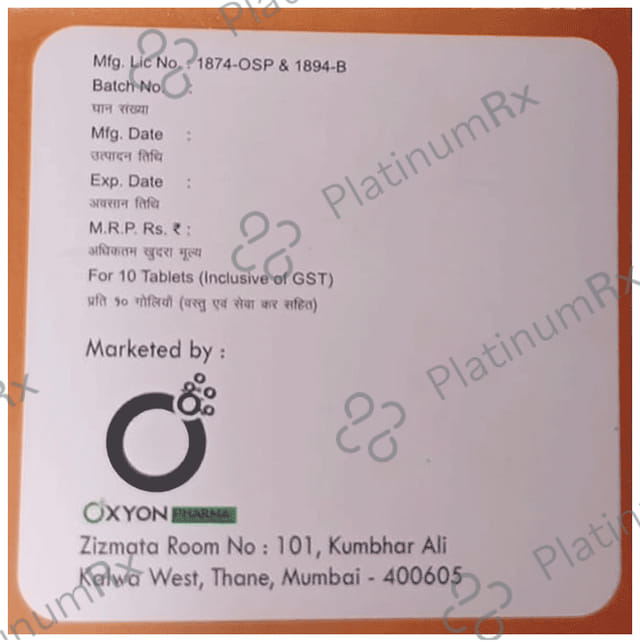 Mfg. Lic No. : 1874-OSP & 1894-B
Batch No. :
घान संख्या
Mfg. Date :
उत्पादन तिथि
Exp. Date :
अवसान तिथि
M.R.P. Rs. ₹ :
अधिकतम खुदरा मूल्य
For 10 Tablets (Inclusive of GST)
प्रति १० गोलियाँ (वस्तु एवं सेवा कर सहित)
Marketed by :
OXYON PHARMA
Zizmata Room No : 101, Kumbhar Ali
Kalwa West, Thane, Mumbai - 400605
PlatinumRx
PlatinumRx
PlatinumRx
Platin
Rx